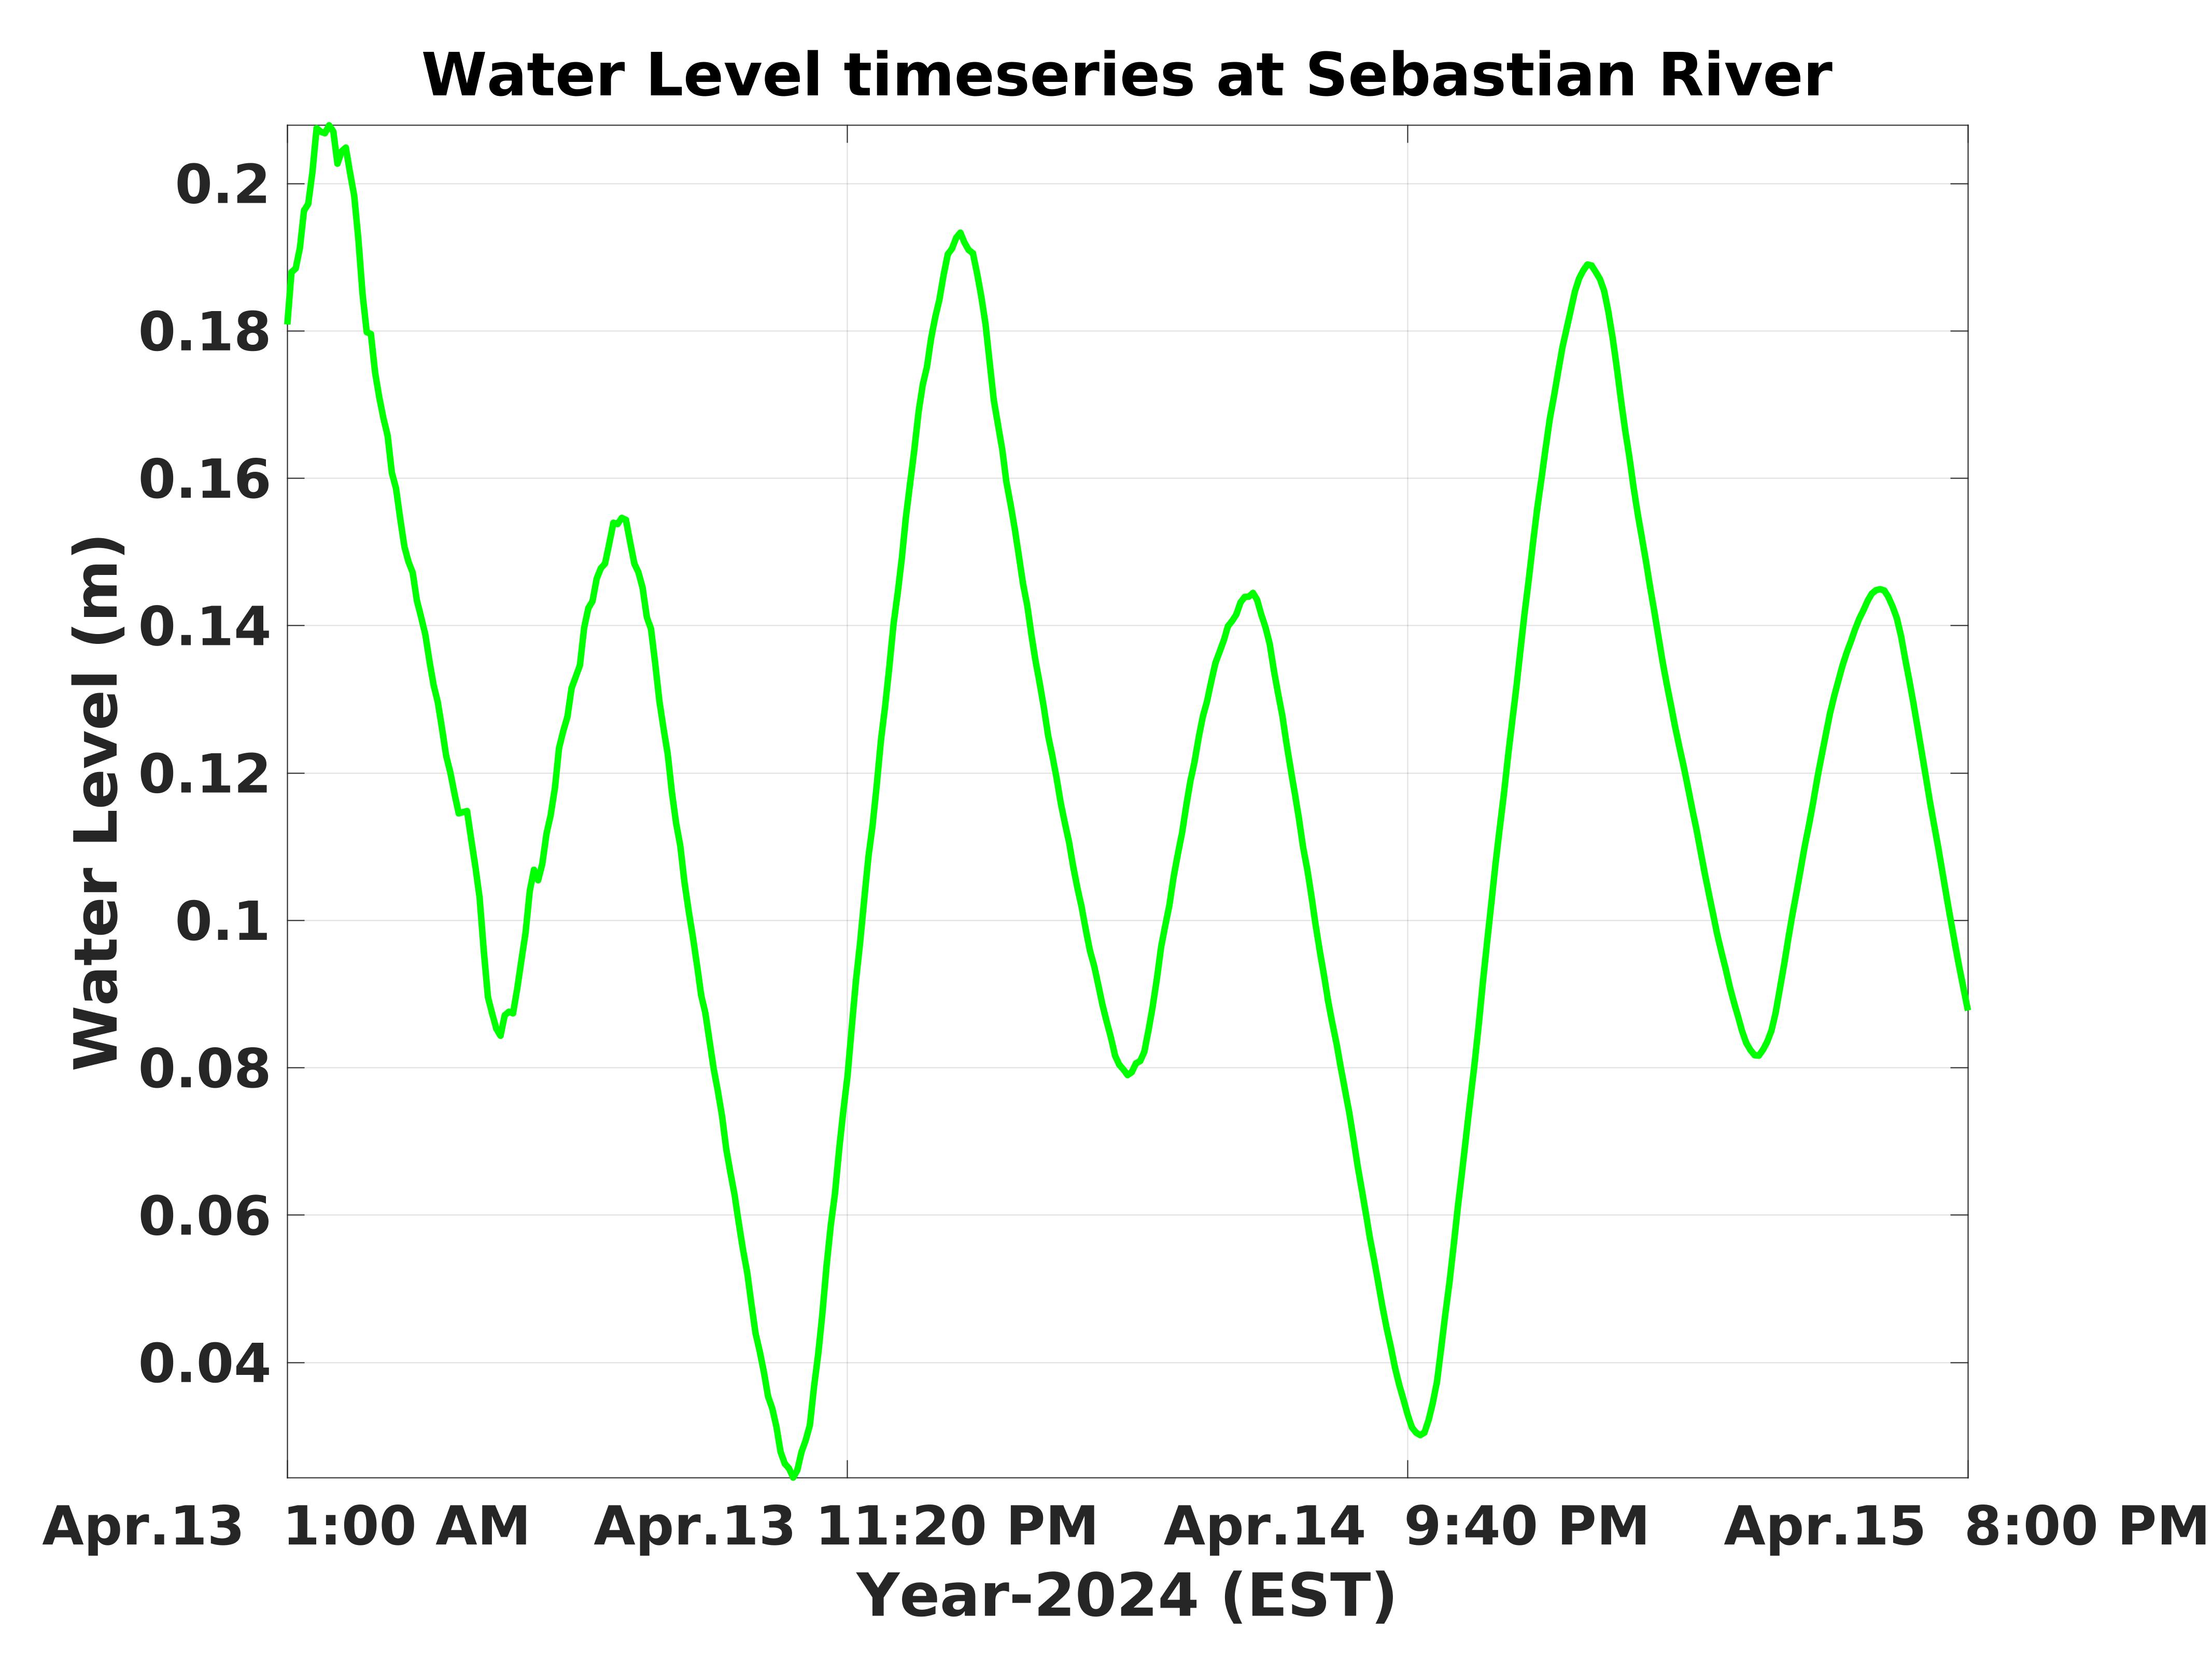 Water Level timeseries at Sebastian River
0.2
0.18
0.16
0.14
0.12
0.1
0.08
0.06
0.04
Water Level (m)
Apr.13 1:00 AM Apr.13 11:20 PM Apr.14 9:40 PM Apr.15 8:00 PM
Year-2024 (EST)